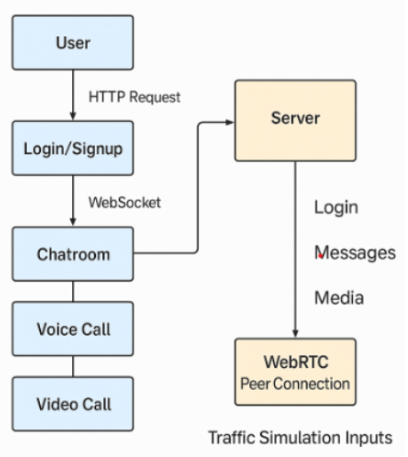 User
HTTP Request
Login/Signup
WebSocket
Chatroom
Voice Call
Video Call
Server
Login
Messages
Media
WebRTC
Peer Connection
Traffic Simulation Inputs